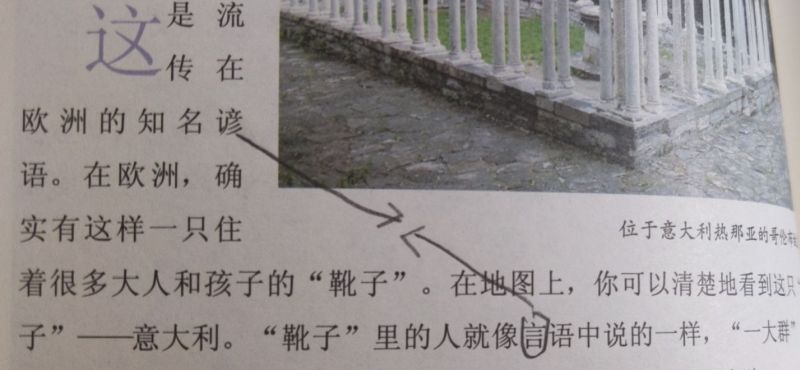 这是流
传在
欧洲的知名谚
语。在欧洲，确
实有这样一只住
位于意大利热那亚的哥伦布
着很多大人和孩子的“靴子”。在地图上，你可以清楚地看到这只“
子”——意大利。“靴子”里的人就像言语中说的一样，“一大群”